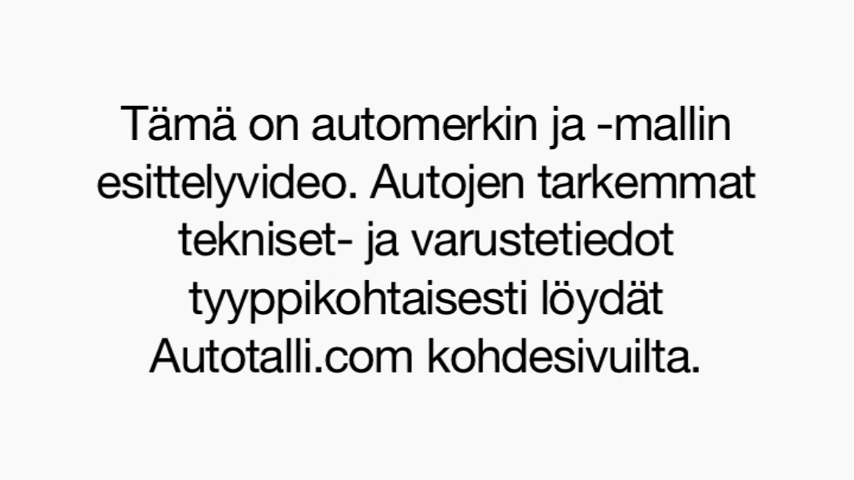 Tämä on automerkin ja -mallin
esittelyvideo. Autojen tarkemmat
tekniset- ja varustetiedot
tyyppikohtaisesti löydät
Autotalli.com kohdesivuilta.